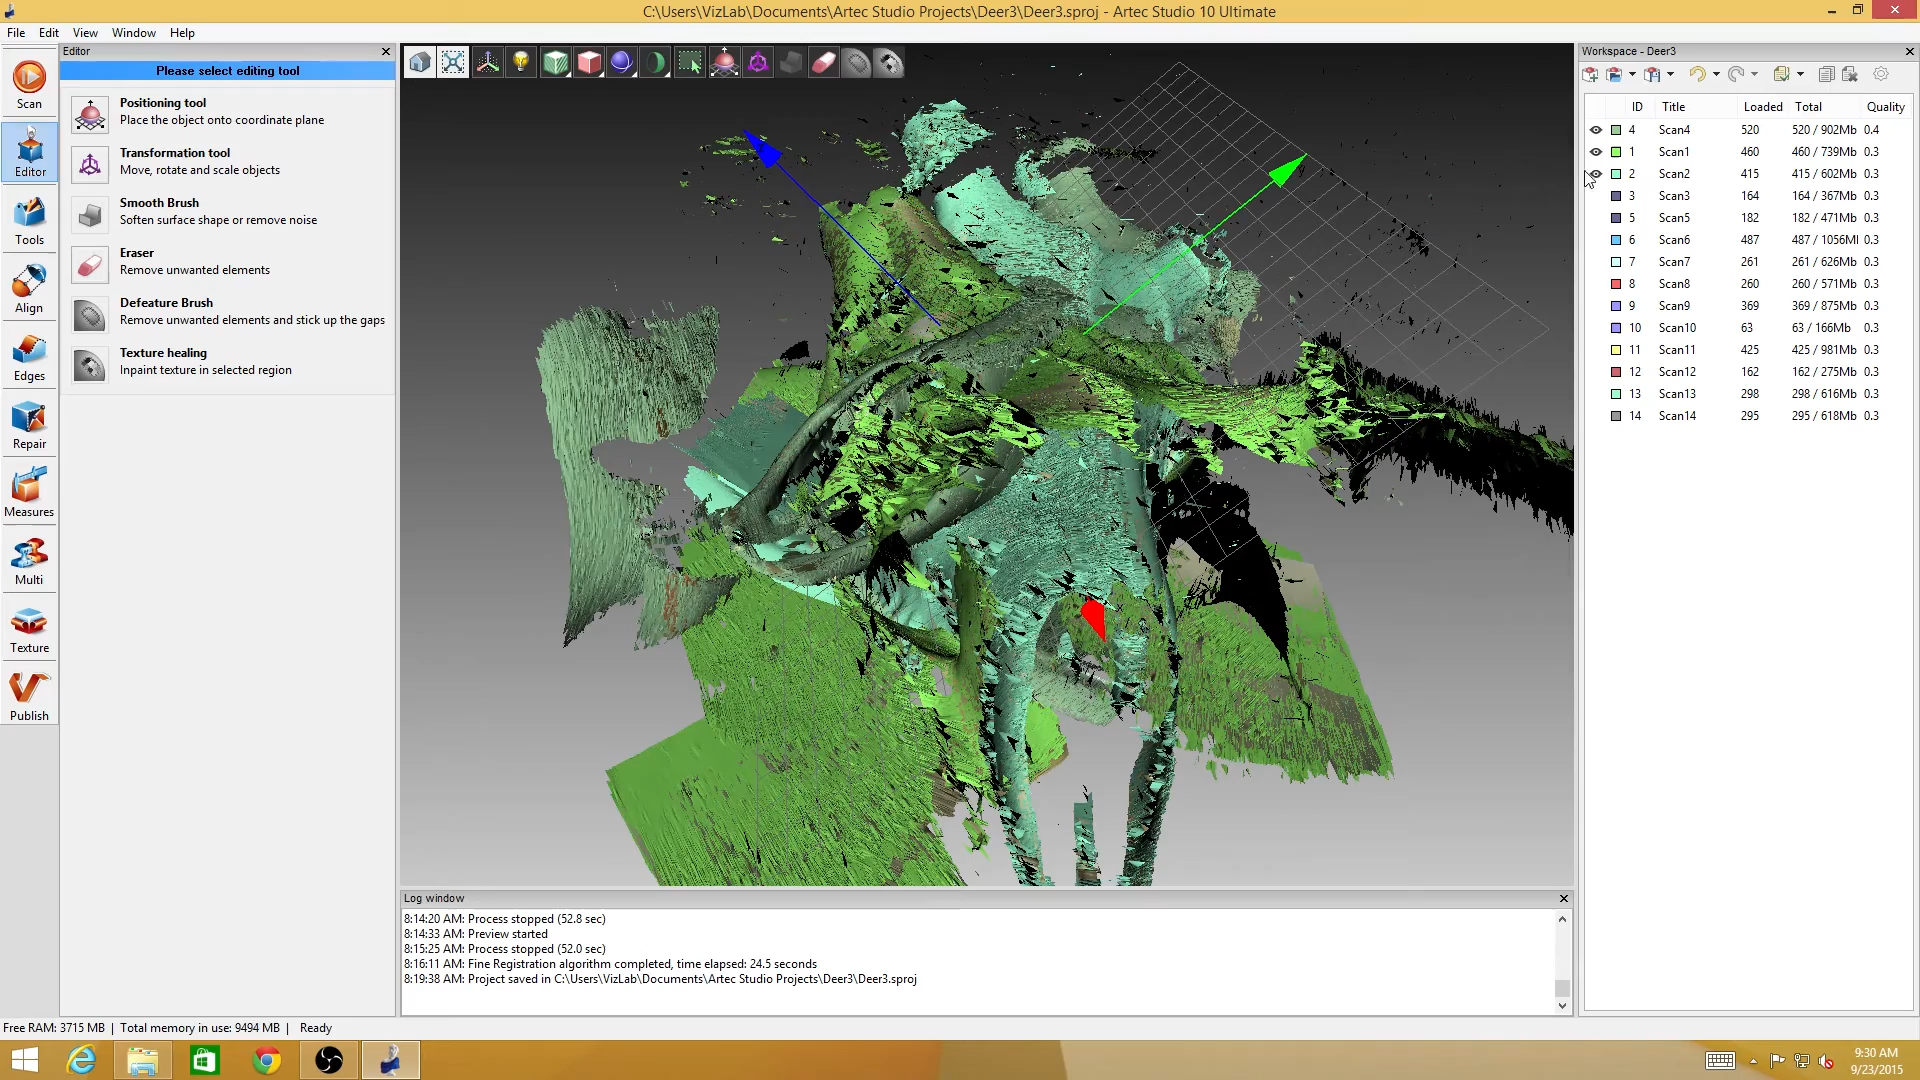 C:\Users\VizLab\Documents\Artec Studio Projects\Deer3\Deer3.sproj - Artec Studio 10 Ultimate
File Edit View Window Help
Editor
Please select editing tool
Scan
Editor
Tools
Align
Edges
Repair
Measures
Multi
Texture
Publish
Positioning tool
Place the object onto coordinate plane
Transformation tool
Move, rotate and scale objects
Smooth Brush
Soften surface shape or remove noise
Eraser
Remove unwanted elements
Defeature Brush
Remove unwanted elements and stick up the gaps
Texture healing
Inpaint texture in selected region
Workspace - Deer3
ID Title Loaded Total Quality
4 Scan4 520 520 / 902Mb 0.4
1 Scan1 460 460 / 739Mb 0.3
2 Scan2 415 415 / 602Mb 0.3
3 Scan3 164 164 / 367Mb 0.3
5 Scan5 182 182 / 471Mb 0.3
6 Scan6 487 487 / 1056Ml 0.3
7 Scan7 261 261 / 626Mb 0.3
8 Scan8 260 260 / 571Mb 0.3
9 Scan9 369 369 / 875Mb 0.3
10 Scan10 63 63 / 166Mb 0.3
11 Scan11 425 425 / 981Mb 0.3
12 Scan12 162 162 / 275Mb 0.3
13 Scan13 298 298 / 616Mb 0.3
14 Scan14 295 295 / 618Mb 0.3
Log window
8:14:20 AM: Process stopped (52.8 sec)
8:14:33 AM: Preview started
8:15:25 AM: Process stopped (52.0 sec)
8:16:11 AM: Fine Registration algorithm completed, time elapsed: 24.5 seconds
8:19:38 AM: Project saved in C:\Users\VizLab\Documents\Artec Studio Projects\Deer3\Deer3.sproj
Free RAM: 3715 MB | Total memory in use: 9494 MB | Ready
9:30 AM
9/23/2015